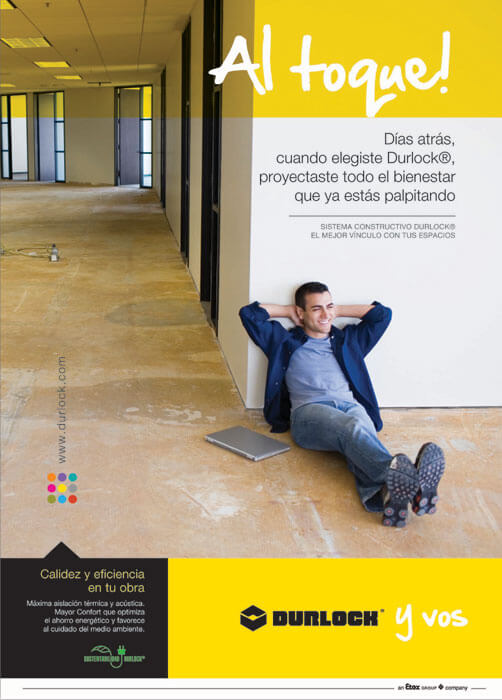 Al toque!
Días atrás,
cuando elegiste Durlock®,
proyectaste todo el bienestar
que ya estás palpitando
SISTEMA CONSTRUCTIVO DURLOCK®
EL MEJOR VÍNCULO CON TUS ESPACIOS
www.durlock.com
Calidez y eficiencia
en tu obra
Máxima aislación térmica y acústica.
Mayor Confort que optimiza
el ahorro energético y favorece
al cuidado del medio ambiente.
SUSTENTABILIDAD DURLOCK®
DURLOCK® y vos
an Etex GROUP company